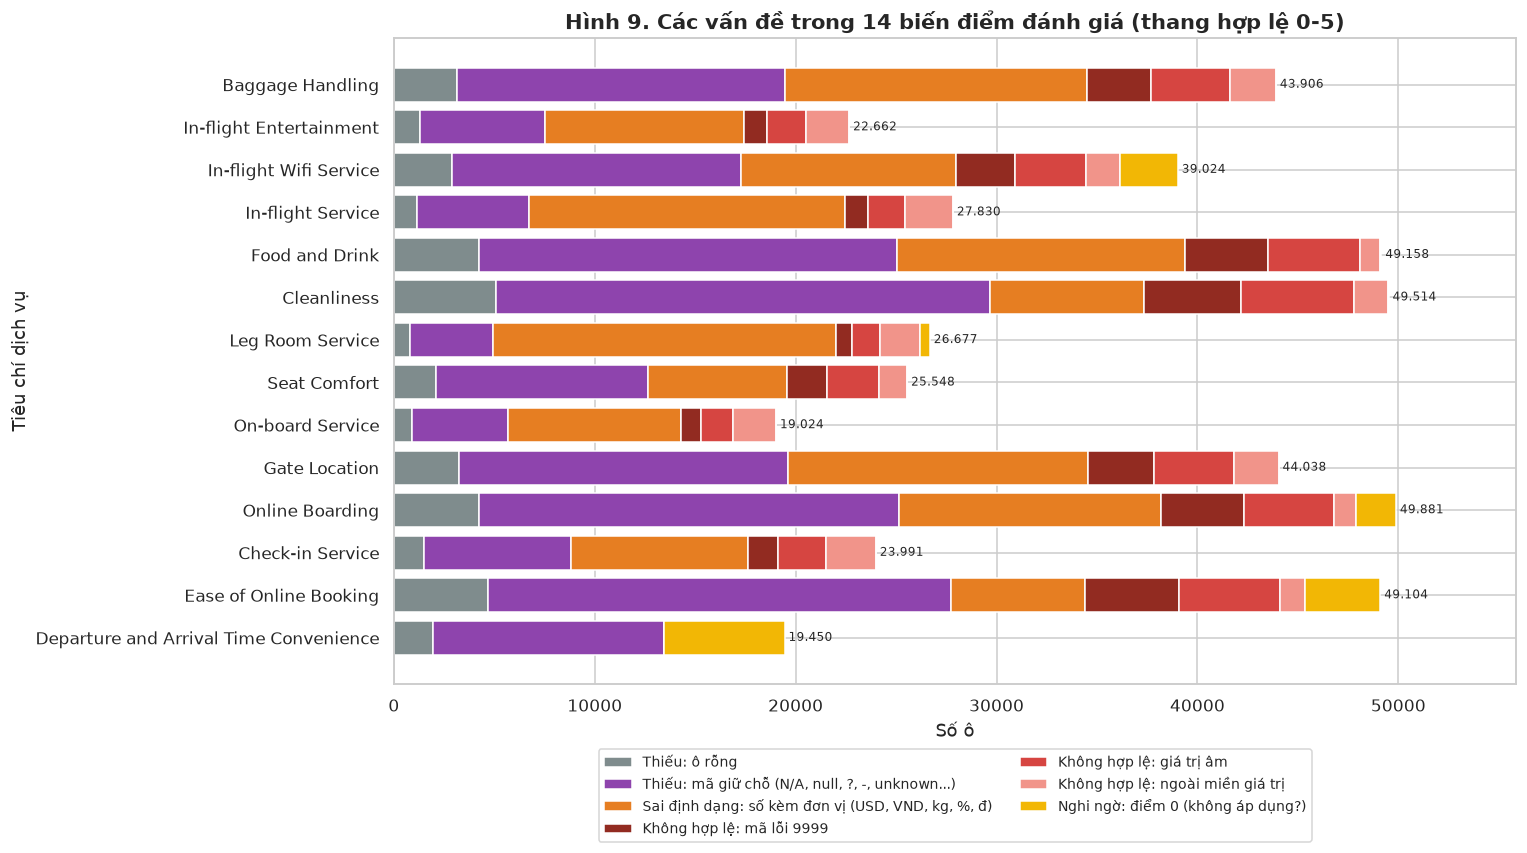 Hình 9. Các vấn đề trong 14 biến điểm đánh giá (thang hợp lệ 0-5)
Tiêu chí dịch vụ
Baggage Handling 43.906
In-flight Entertainment 22.662
In-flight Wifi Service 39.024
In-flight Service 27.830
Food and Drink 49.158
Cleanliness 49.514
Leg Room Service 26.677
Seat Comfort 25.548
On-board Service 19.024
Gate Location 44.038
Online Boarding 49.881
Check-in Service 23.991
Ease of Online Booking 49.104
Departure and Arrival Time Convenience 19.450
0 10000 20000 30000 40000 50000
Số ô
Thiếu: ô rỗng
Thiếu: mã giữ chỗ (N/A, null, ?, -, unknown...)
Sai định dạng: số kèm đơn vị (USD, VND, kg, %, đ)
Không hợp lệ: mã lỗi 9999
Không hợp lệ: giá trị âm
Không hợp lệ: ngoài miền giá trị
Nghi ngờ: điểm 0 (không áp dụng?)